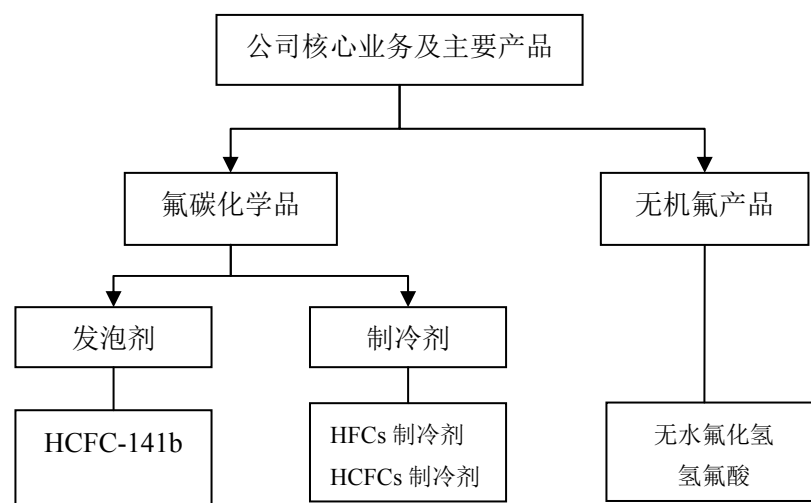 公司核心业务及主要产品
氟碳化学品
无机氟产品
发泡剂
制冷剂
HCFC-141b
HFCs 制冷剂
HCFCs 制冷剂
无水氟化氢
氢氟酸